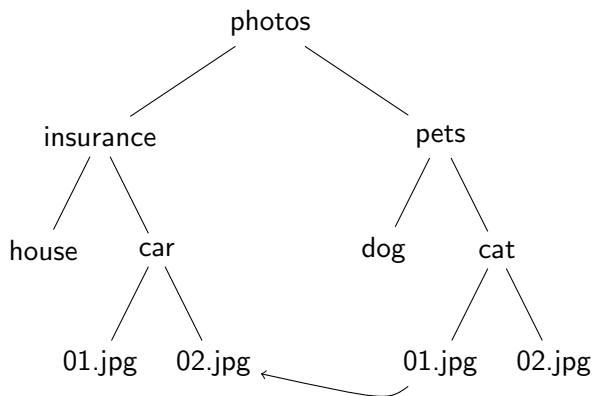 photos
insurance
pets
house
car
dog
cat
01.jpg
02.jpg
01.jpg
02.jpg